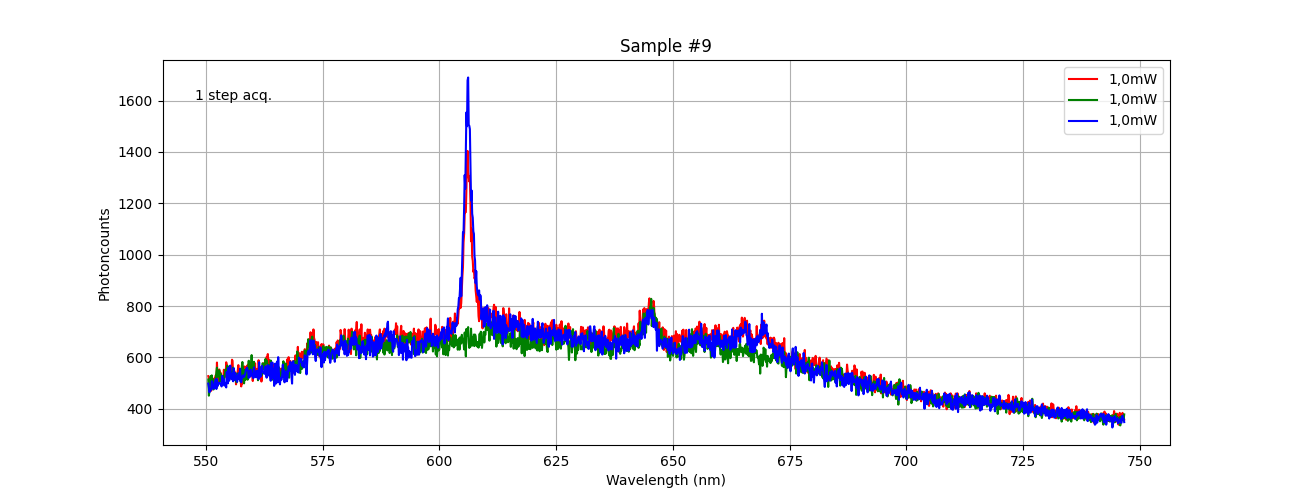 Sample #9
1 step acq.
1,0mW
1,0mW
1,0mW
1600
1400
1200
1000
800
600
400
Photoncounts
550 575 600 625 650 675 700 725 750
Wavelength (nm)